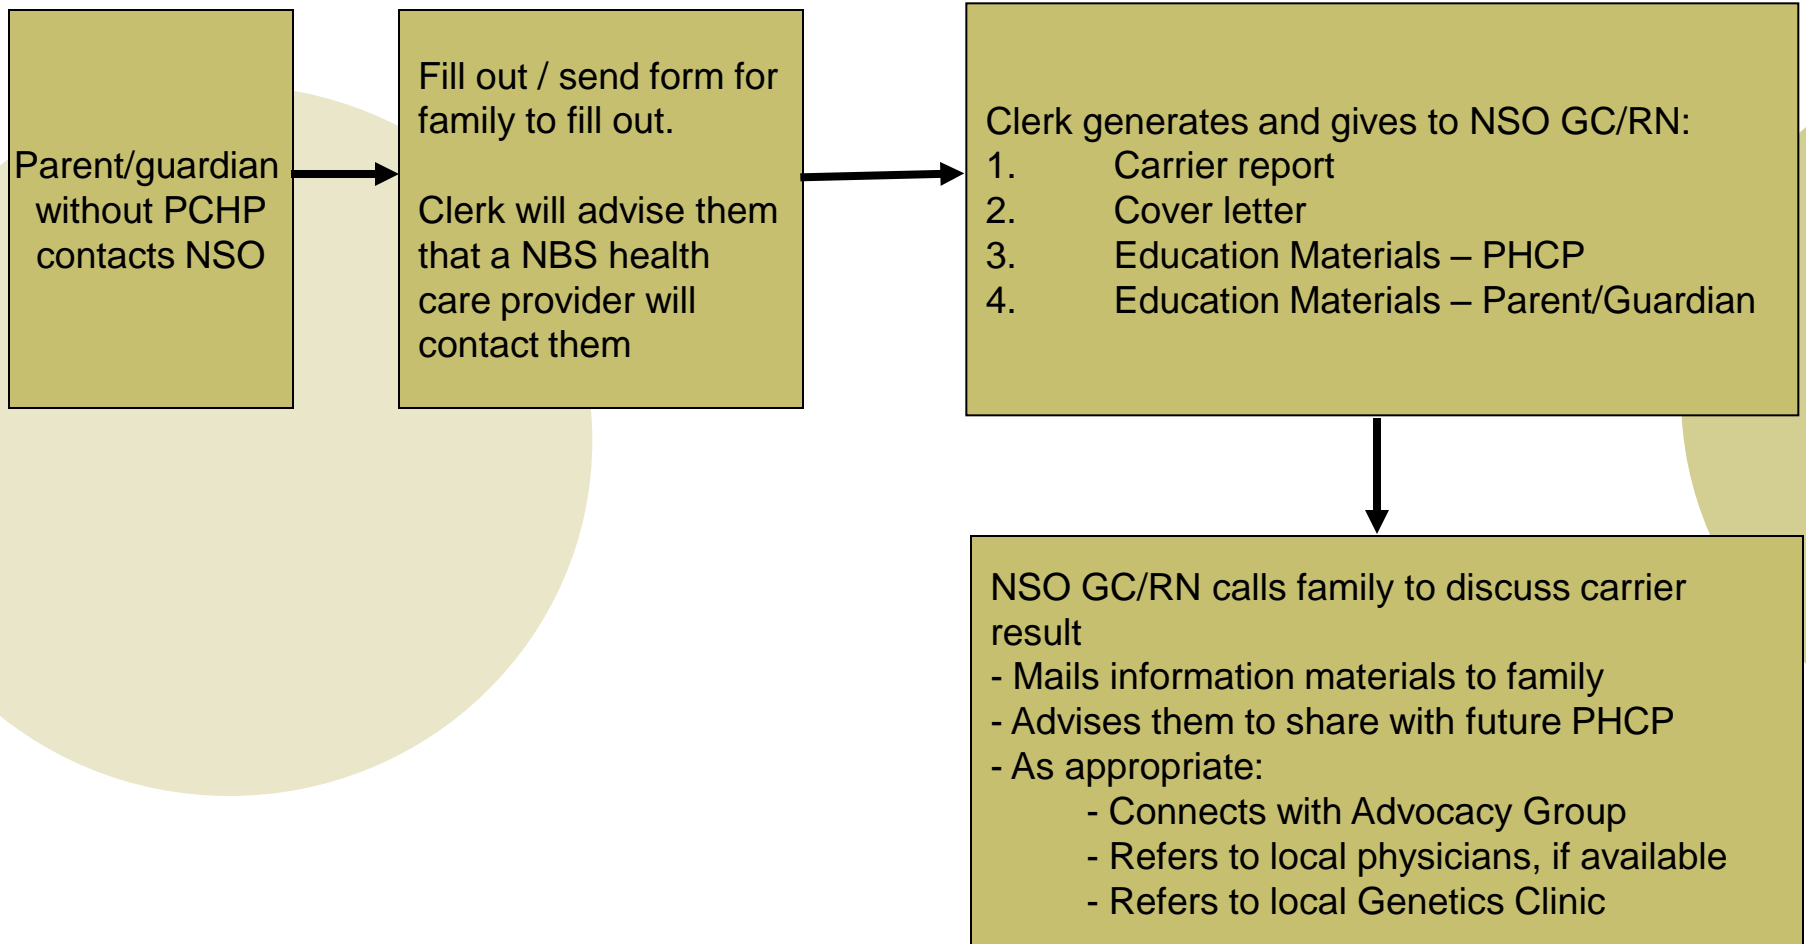 Parent/guardian
without PCHP
contacts NSO
Fill out / send form for
family to fill out.
Clerk will advise them
that a NBS health
care provider will
contact them
Clerk generates and gives to NSO GC/RN:
1. Carrier report
2. Cover letter
3. Education Materials – PHCP
4. Education Materials – Parent/Guardian
NSO GC/RN calls family to discuss carrier
result
- Mails information materials to family
- Advises them to share with future PHCP
- As appropriate:
- Connects with Advocacy Group
- Refers to local physicians, if available
- Refers to local Genetics Clinic